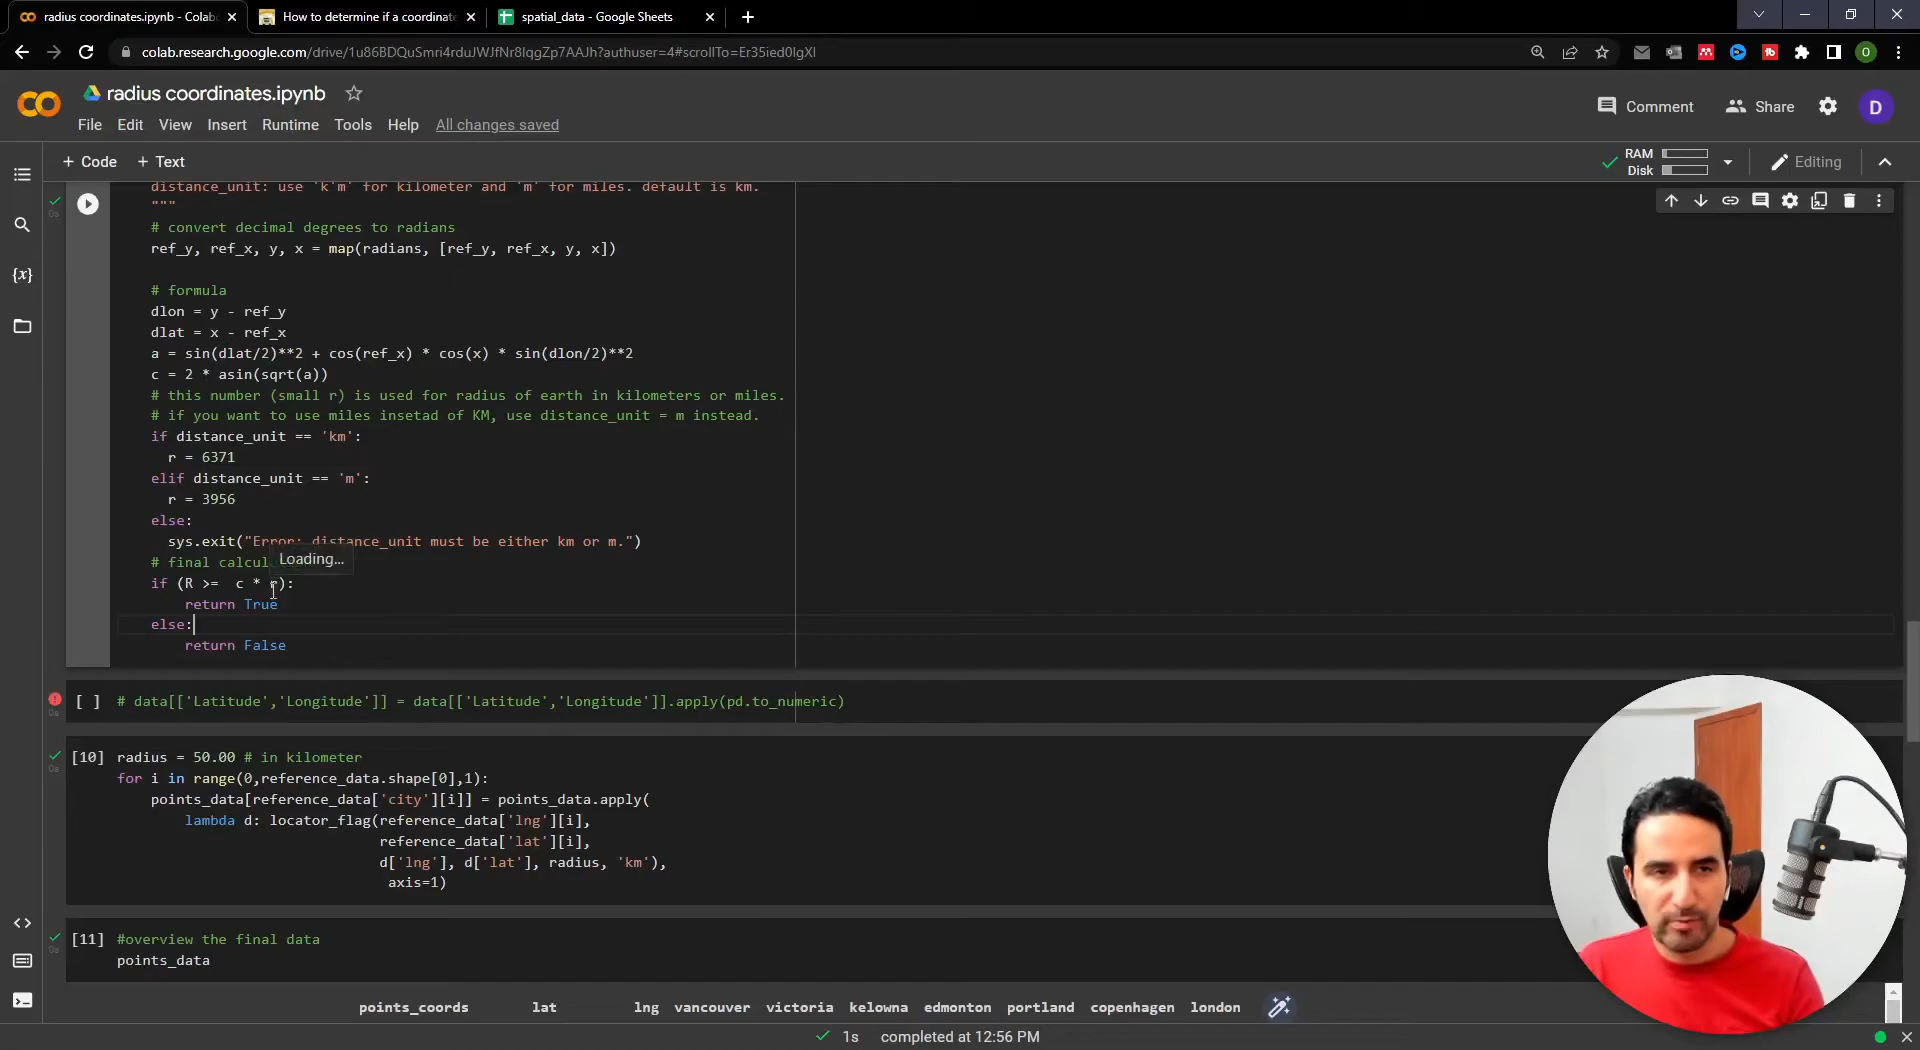 radius coordinates.ipynb - Colab
How to determine if a coordinate
spatial_data - Google Sheets
colab.research.google.com/drive/1u86BDQuSmri4rduJWJfNr8IqgZp7AAJh?authuser=4#scrollTo=Er35ied0lgXl
radius coordinates.ipynb
Comment
Share
D
File Edit View Insert Runtime Tools Help All changes saved
+ Code + Text
RAM
Disk
Editing
distance_unit: use 'k'm' for kilometer and 'm' for miles. default is km.
"""
# convert decimal degrees to radians
ref_y, ref_x, y, x = map(radians, [ref_y, ref_x, y, x])
# formula
dlon = y - ref_y
dlat = x - ref_x
a = sin(dlat/2)**2 + cos(ref_x) * cos(x) * sin(dlon/2)**2
c = 2 * asin(sqrt(a))
# this number (small r) is used for radius of earth in kilometers or miles.
# if you want to use miles insetad of KM, use distance_unit = m instead.
if distance_unit == 'km':
r = 6371
elif distance_unit == 'm':
r = 3956
else:
sys.exit("Error: distance_unit must be either km or m.")
# final calcul
Loading...
if (R >=  c * r):
return True
else:
return False
[ ] # data[['Latitude','Longitude']] = data[['Latitude','Longitude']].apply(pd.to_numeric)
[10] radius = 50.00 # in kilometer
for i in range(0,reference_data.shape[0],1):
points_data[reference_data['city'][i]] = points_data.apply(
lambda d: locator_flag(reference_data['lng'][i],
reference_data['lat'][i],
d['lng'], d['lat'], radius, 'km'),
axis=1)
[11] #overview the final data
points_data
points_coords lat lng vancouver victoria kelowna edmonton portland copenhagen london
1s completed at 12:56 PM